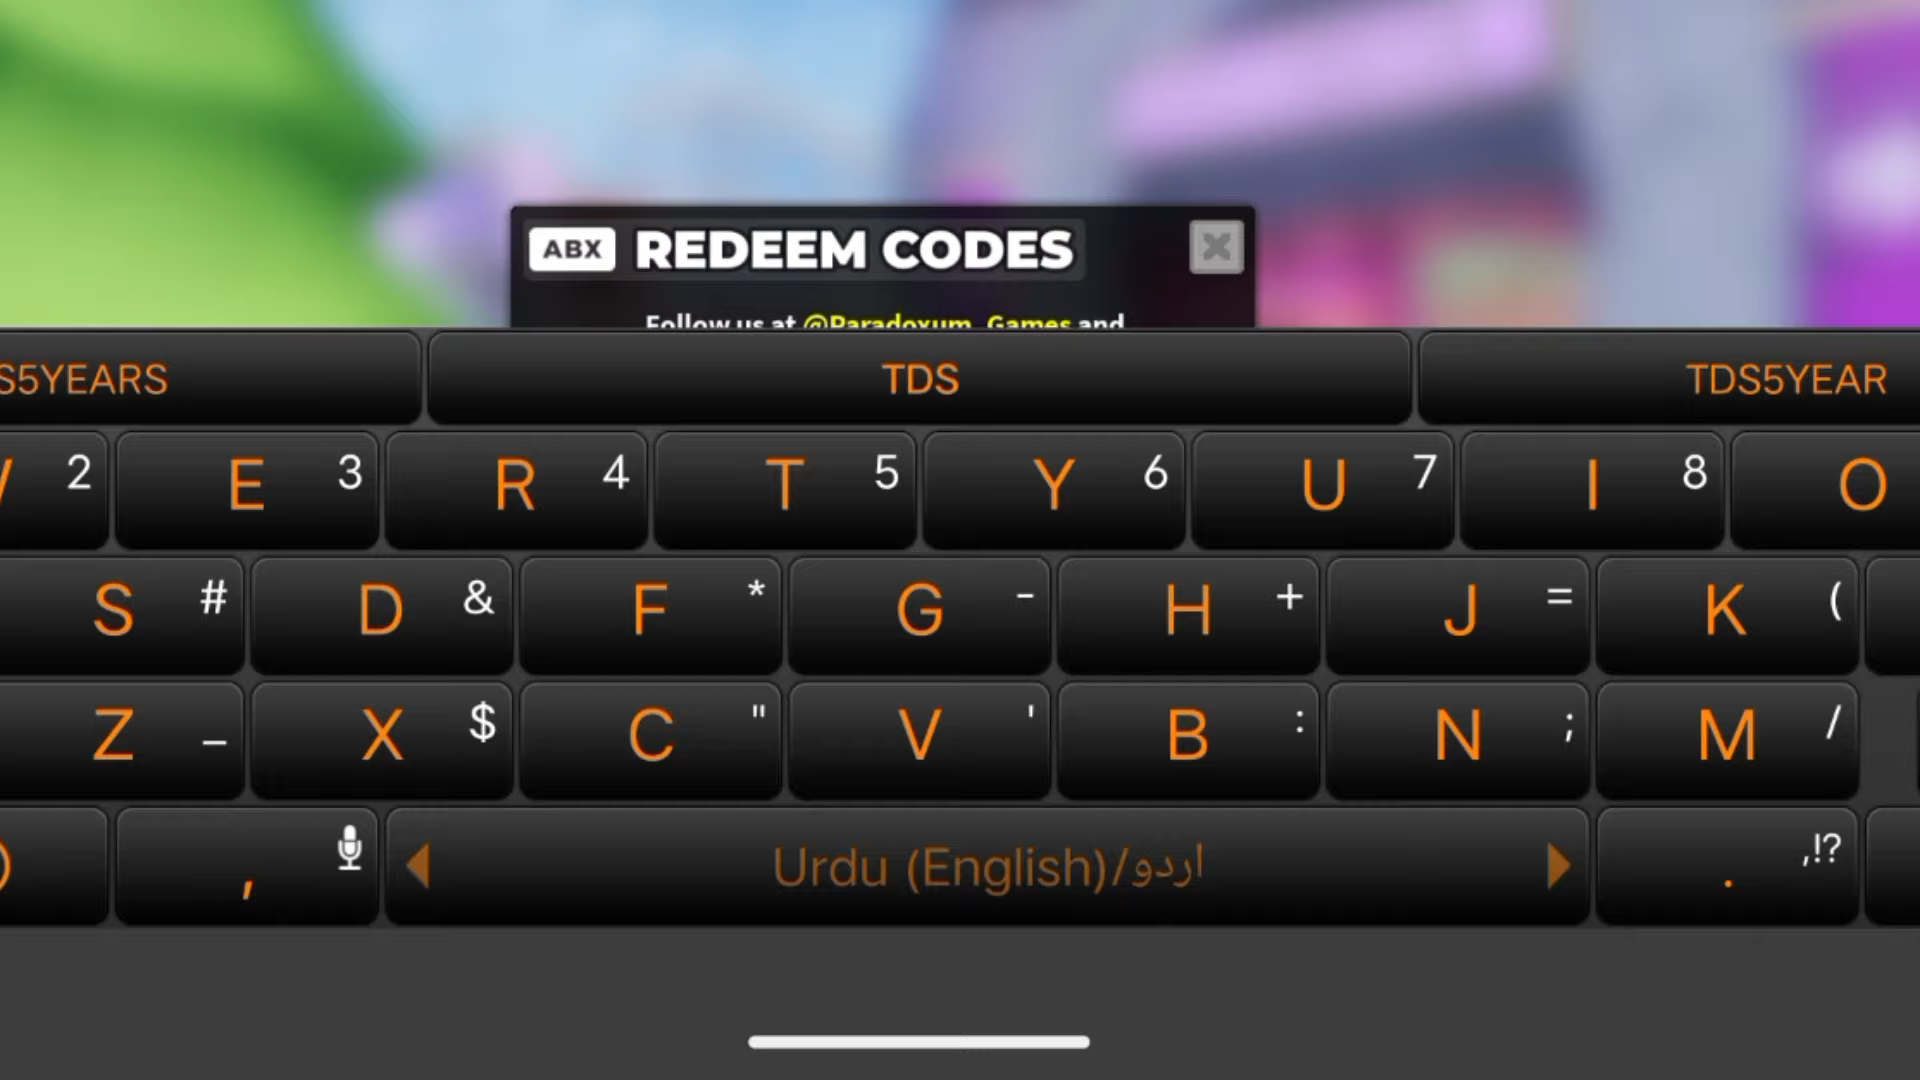 ABX REDEEM CODES
Follow us at @Paradoxum_Games and
S5YEARS TDS TDS5YEAR
2 E 3 R 4 T 5 Y 6 U 7 I 8 O
S # D & F * G - H + J = K (
Z _ X $ C " V ' B : N ; M /
, Urdu (English)/اردو . ,!?